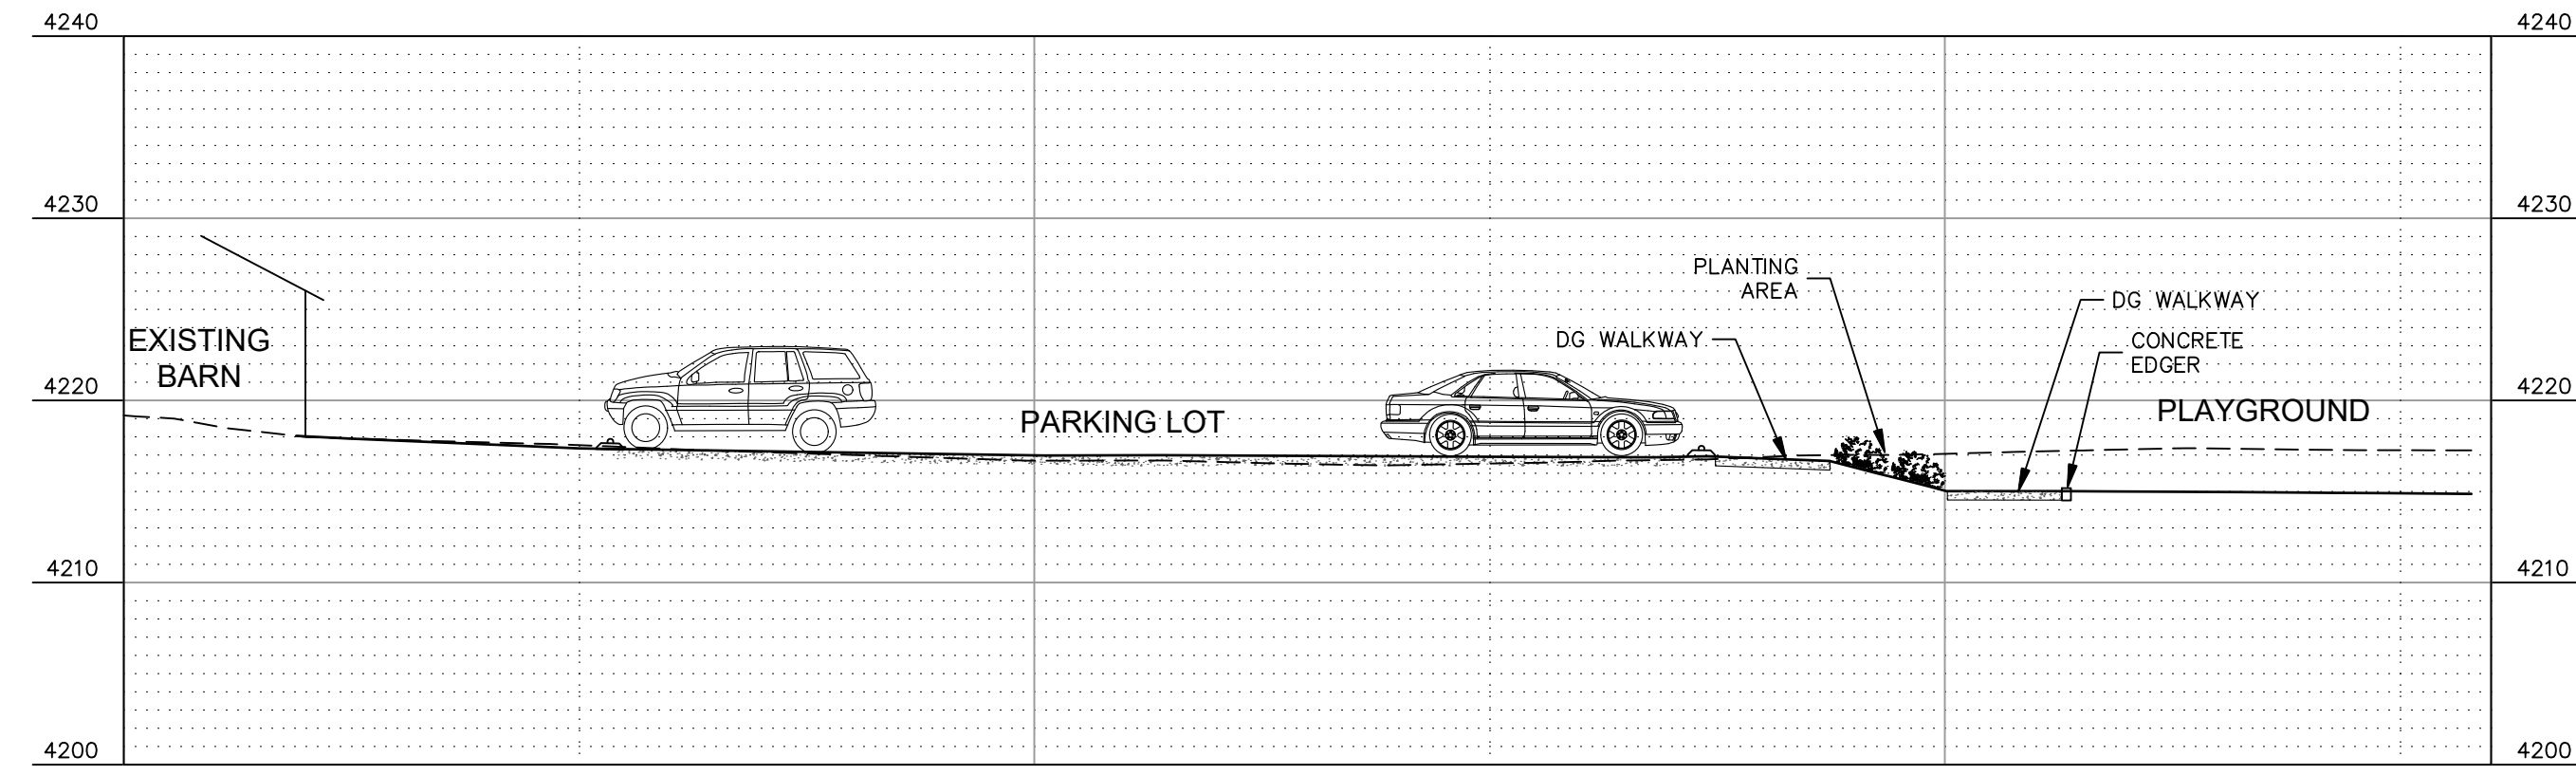 4240
4240
4230
4230
PLANTING
AREA
DG WALKWAY
DG WALKWAY
CONCRETE
EDGER
EXISTING
BARN
4220
4220
PARKING LOT
PLAYGROUND
4210
4210
4200
4200